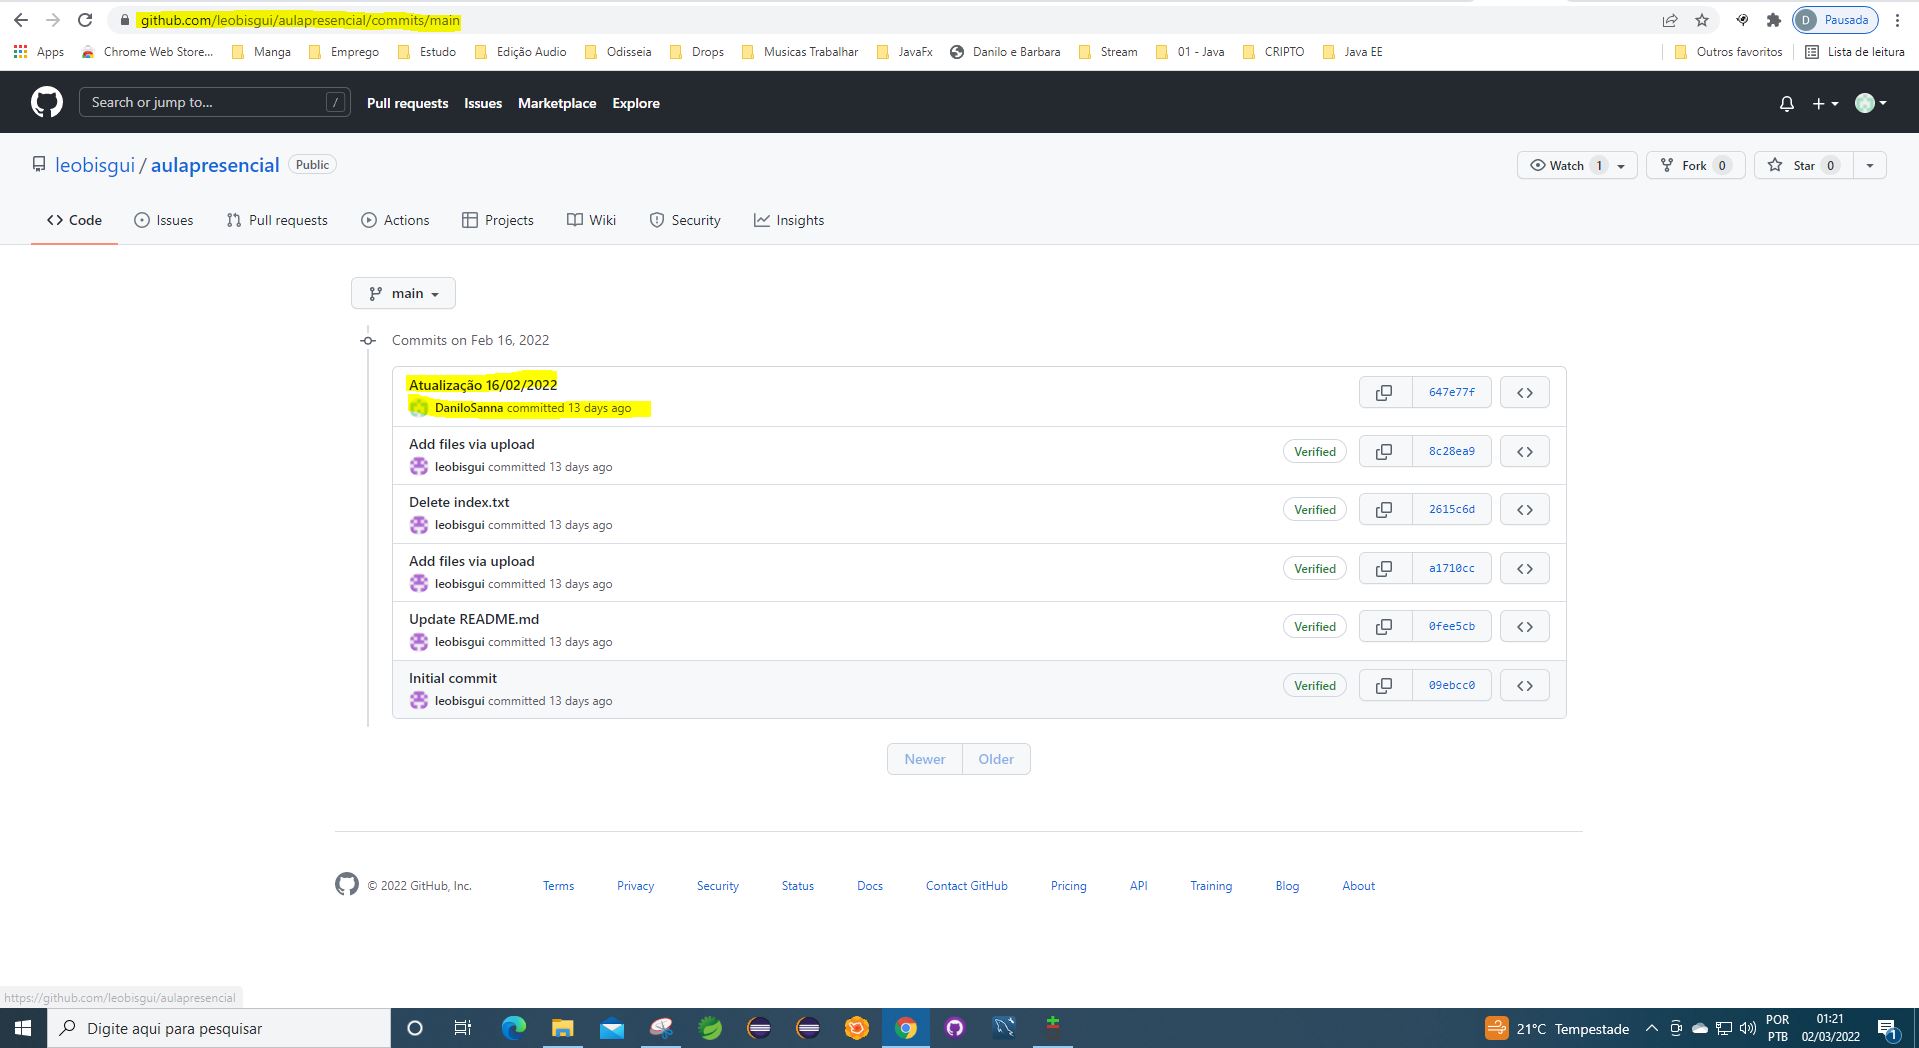 github.com/leobisgui/aulapresencial/commits/main
D Pausada
Apps Chrome Web Store... Manga Emprego Estudo Edição Audio Odisseia Drops Musicas Trabalhar JavaFx Danilo e Barbara Stream 01 - Java CRIPTO Java EE Outros favoritos Lista de leitura
Search or jump to... / Pull requests Issues Marketplace Explore
leobisgui / aulapresencial Public Watch 1 Fork 0 Star 0
Code Issues Pull requests Actions Projects Wiki Security Insights
main
Commits on Feb 16, 2022
Atualização 16/02/2022
DaniloSanna committed 13 days ago
647e77f
Add files via upload
leobisgui committed 13 days ago
Verified 8c28ea9
Delete index.txt
leobisgui committed 13 days ago
Verified 2615c6d
Add files via upload
leobisgui committed 13 days ago
Verified a1710cc
Update README.md
leobisgui committed 13 days ago
Verified 0fee5cb
Initial commit
leobisgui committed 13 days ago
Verified 09ebcc0
Newer Older
© 2022 GitHub, Inc. Terms Privacy Security Status Docs Contact GitHub Pricing API Training Blog About
https://github.com/leobisgui/aulapresencial
Digite aqui para pesquisar
21°C Tempestade
POR
PTB
01:21
02/03/2022
1